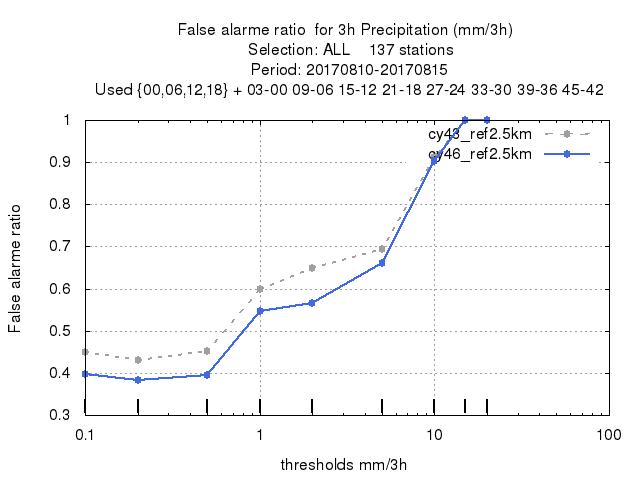 False alarme ratio  for 3h Precipitation (mm/3h)
Selection: ALL    137 stations
Period: 20170810-20170815
Used {00,06,12,18} + 03-00 09-06 15-12 21-18 27-24 33-30 39-36 45-42
cy43_ref2.5km
cy46_ref2.5km
False alarme ratio
1
0.9
0.8
0.7
0.6
0.5
0.4
0.3
0.1 1 10 100
thresholds mm/3h